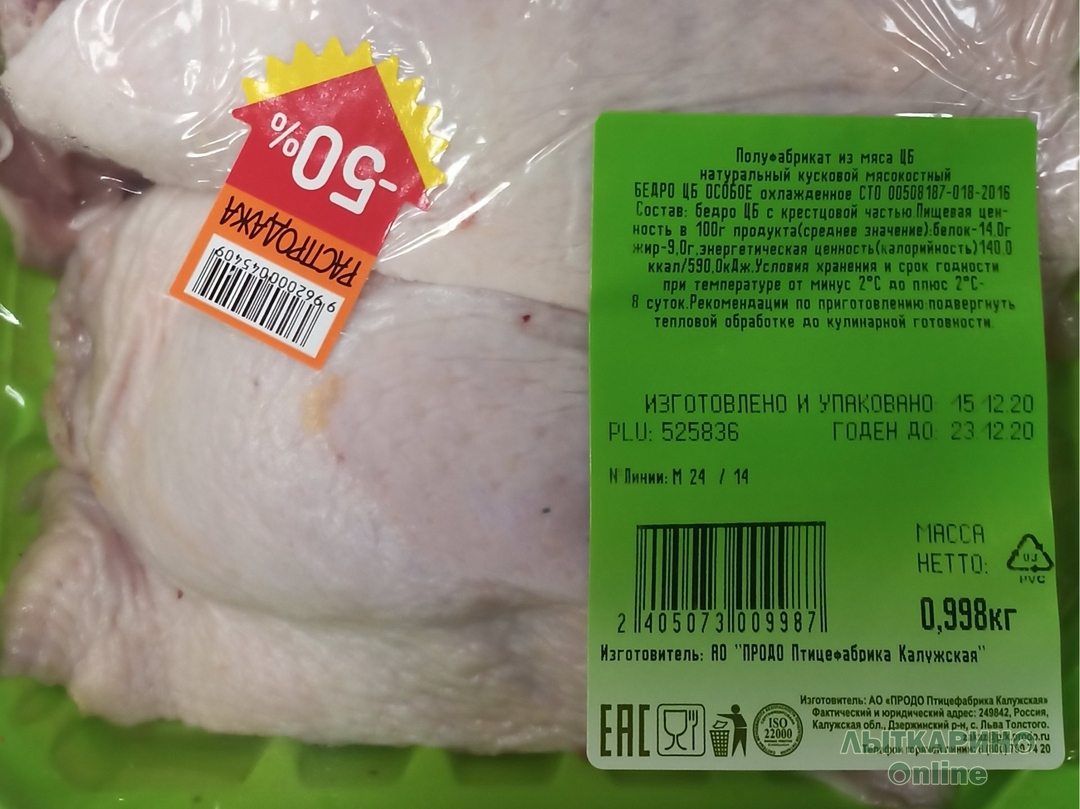 -50%
РАСПРОДАЖА
9962000045409
Полуфабрикат из мяса ЦБ
натуральный кусковой мясокостный
БЕДРО ЦБ ОСОБОЕ охлажденное СТО 00508187-018-2016
Состав: бедро ЦБ с крестцовой частью.Пищевая цен-
ность в 100г продукта(среднее значение):белок-14.0г
жир-9,0г,энергетическая ценность(калорийность)140.0
ккал/590,0кДж.Условия хранения и срок годности
при температуре от минус 2°С до плюс 2°С-
8 суток.Рекомендации по приготовлению:подвергнуть
тепловой обработке до кулинарной готовности.
ИЗГОТОВЛЕНО И УПАКОВАНО: 15.12.20
PLU: 525836 ГОДЕН ДО: 23.12.20
N Линии: М 24 / 14
МАССА
НЕТТО:
03
PVC
0,998кг
2 405073 009987
Изготовитель: АО "ПРОДО Птицефабрика Калужская"
Изготовитель: АО «ПРОДО Птицефабрика Калужская»
Фактический и юридический адрес: 249842, Россия,
Калужская обл., Дзержинский р-н, с. Льва Толстого.
Телефон горячей линии:
EAC
ISO
22000
ЛЫТКАРИНО
Online